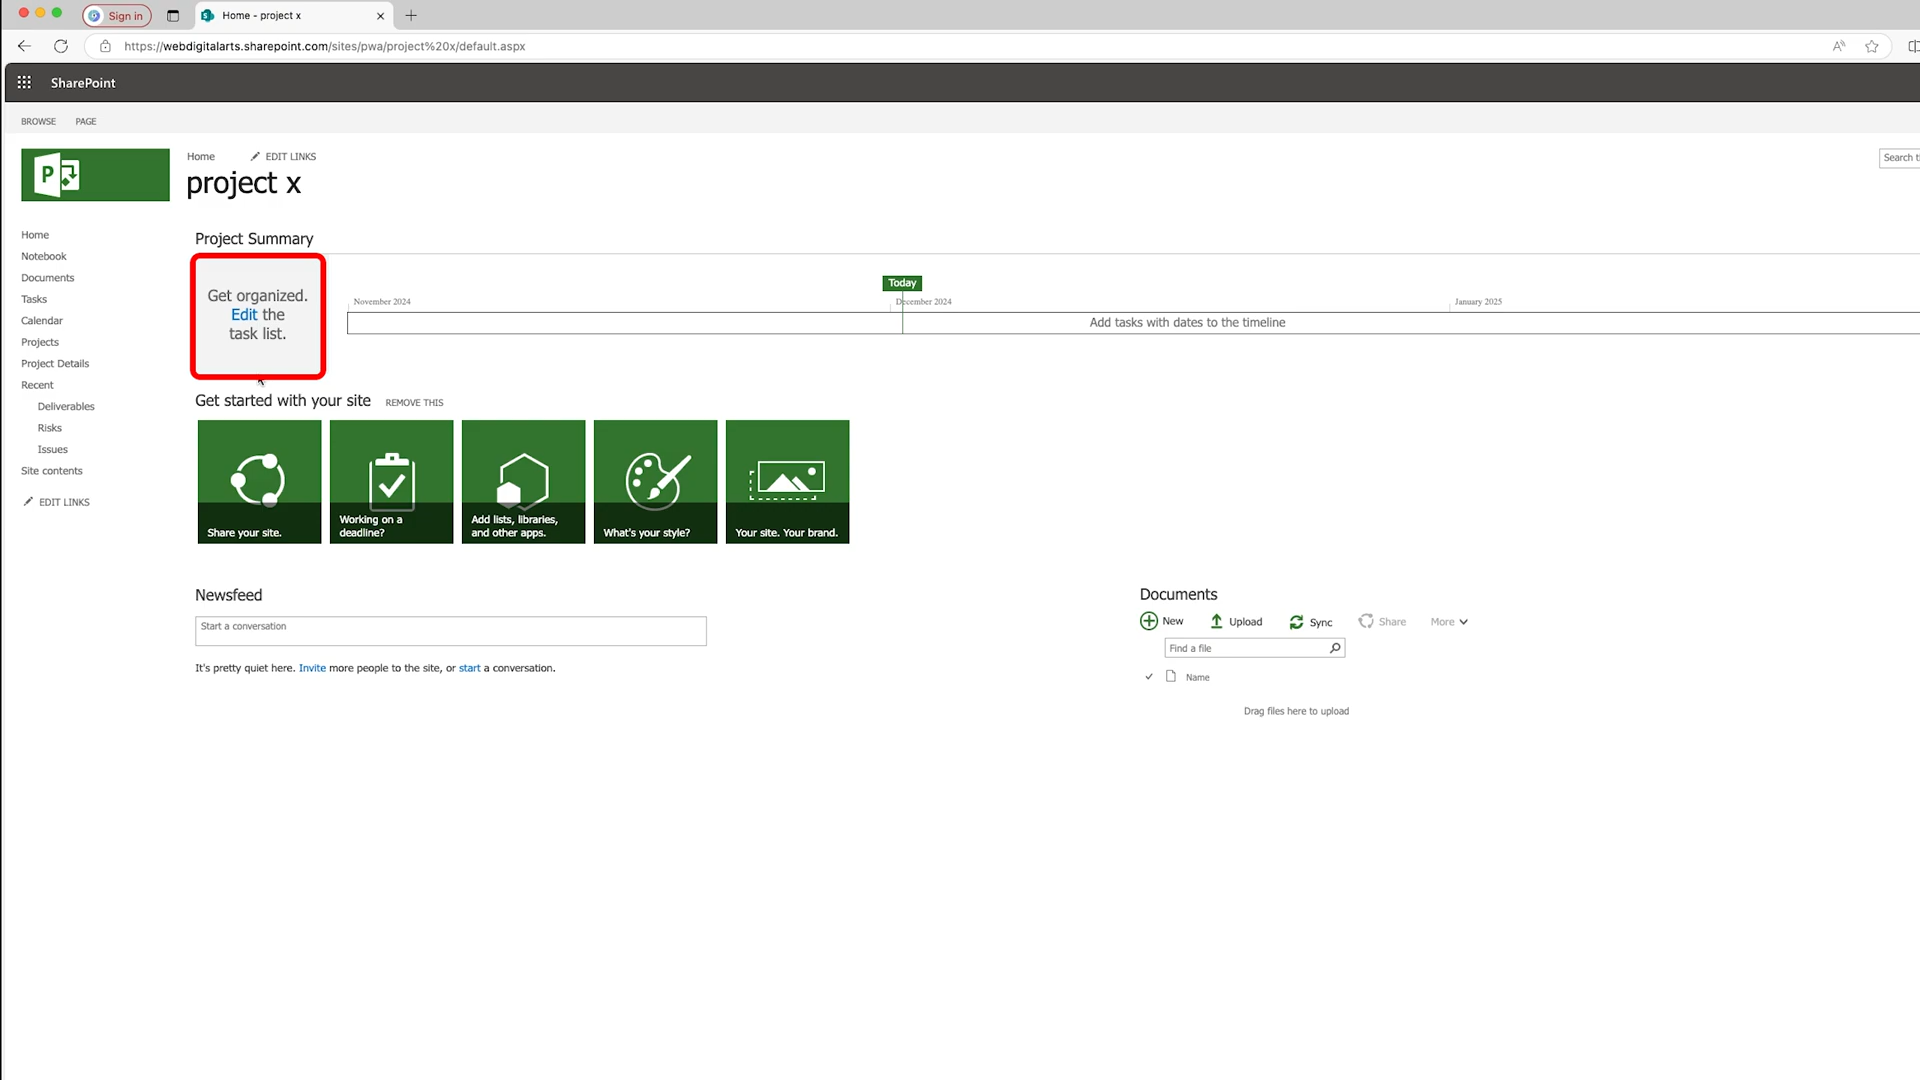 Sign in
Home - project x
https://webdigitalarts.sharepoint.com/sites/pwa/project%20x/default.aspx
SharePoint
BROWSE PAGE
P
Home EDIT LINKS
project x
Search t
Home
Notebook
Documents
Tasks
Calendar
Projects
Project Details
Recent
Deliverables
Risks
Issues
Site contents
EDIT LINKS
Project Summary
Get organized.
Edit the
task list.
Today
November 2024 December 2024 January 2025
Add tasks with dates to the timeline
Get started with your site REMOVE THIS
Share your site.
Working on a
deadline?
Add lists, libraries,
and other apps.
What's your style?
Your site. Your brand.
Newsfeed
Start a conversation
It's pretty quiet here. Invite more people to the site, or start a conversation.
Documents
New Upload Sync Share More
Find a file
Name
Drag files here to upload